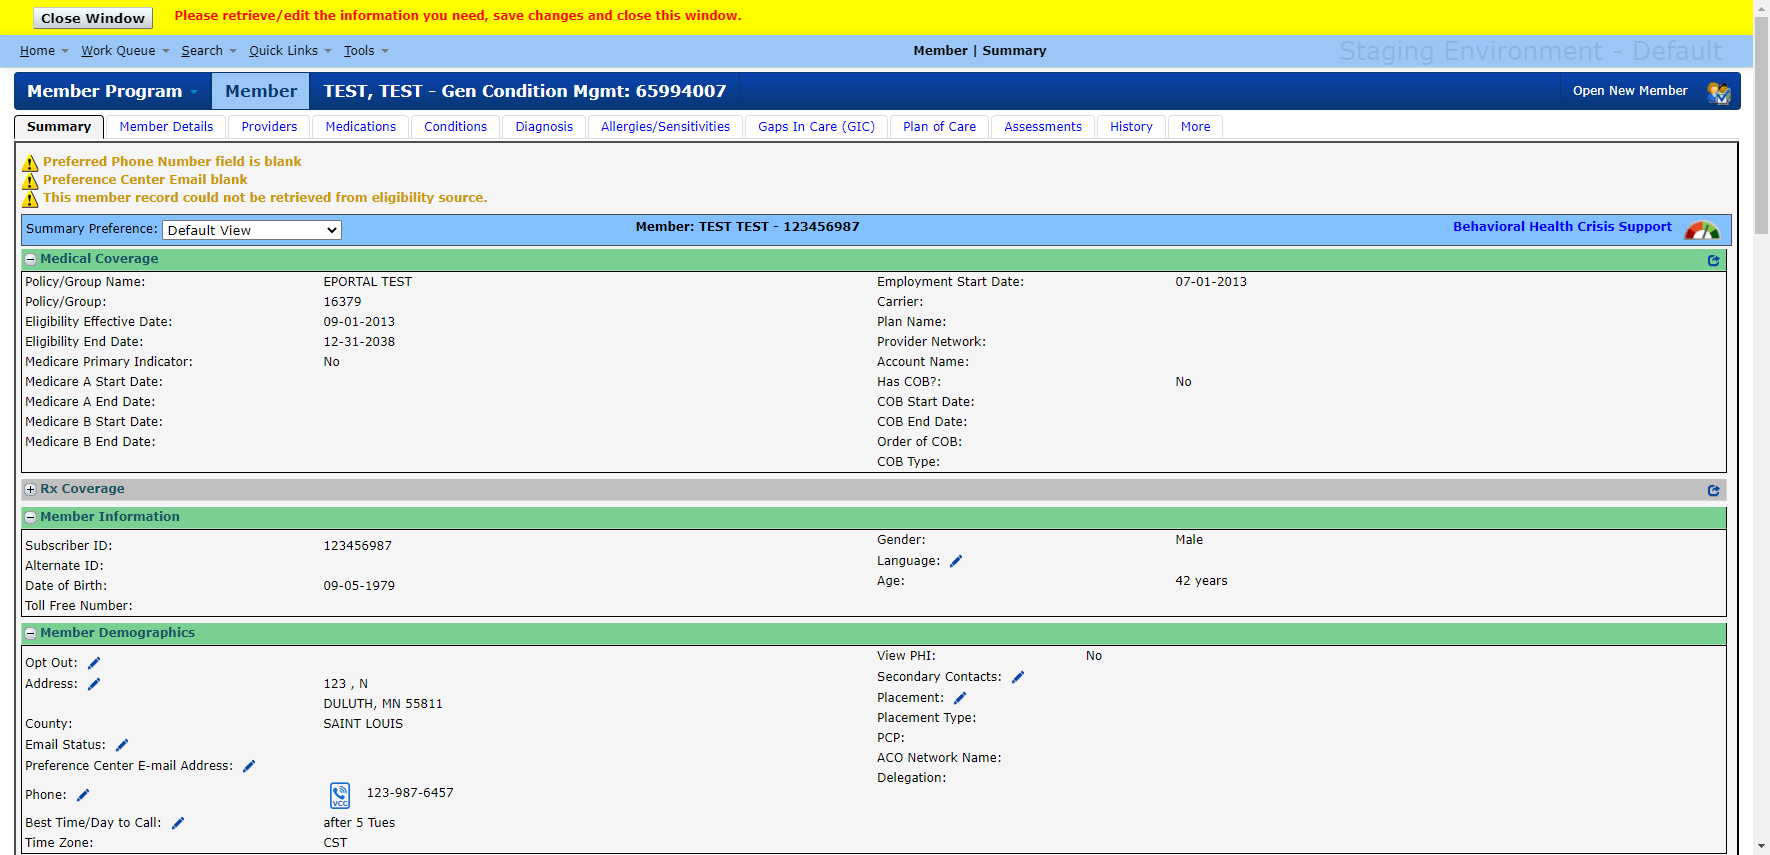 Close Window Please retrieve/edit the information you need, save changes and close this window.
Home Work Queue Search Quick Links Tools Member | Summary Staging Environment - Default
Member Program Member TEST, TEST - Gen Condition Mgmt: 65994007 Open New Member
Summary Member Details Providers Medications Conditions Diagnosis Allergies/Sensitivities Gaps In Care (GIC) Plan of Care Assessments History More
Preferred Phone Number field is blank
Preference Center Email blank
This member record could not be retrieved from eligibility source.
Summary Preference: Default View Member: TEST TEST - 123456987 Behavioral Health Crisis Support
Medical Coverage
Policy/Group Name: EPORTAL TEST Employment Start Date: 07-01-2013
Policy/Group: 16379 Carrier:
Eligibility Effective Date: 09-01-2013 Plan Name:
Eligibility End Date: 12-31-2038 Provider Network:
Medicare Primary Indicator: No Account Name:
Medicare A Start Date: Has COB?: No
Medicare A End Date: COB Start Date:
Medicare B Start Date: COB End Date:
Medicare B End Date: Order of COB:
COB Type:
Rx Coverage
Member Information
Subscriber ID: 123456987 Gender: Male
Alternate ID: Language:
Date of Birth: 09-05-1979 Age: 42 years
Toll Free Number:
Member Demographics
Opt Out: View PHI: No
Address: 123 , N Secondary Contacts:
DULUTH, MN 55811 Placement:
County: SAINT LOUIS Placement Type:
Email Status: PCP:
Preference Center E-mail Address: ACO Network Name:
Delegation:
Phone: VCC 123-987-6457
Best Time/Day to Call: after 5 Tues
Time Zone: CST